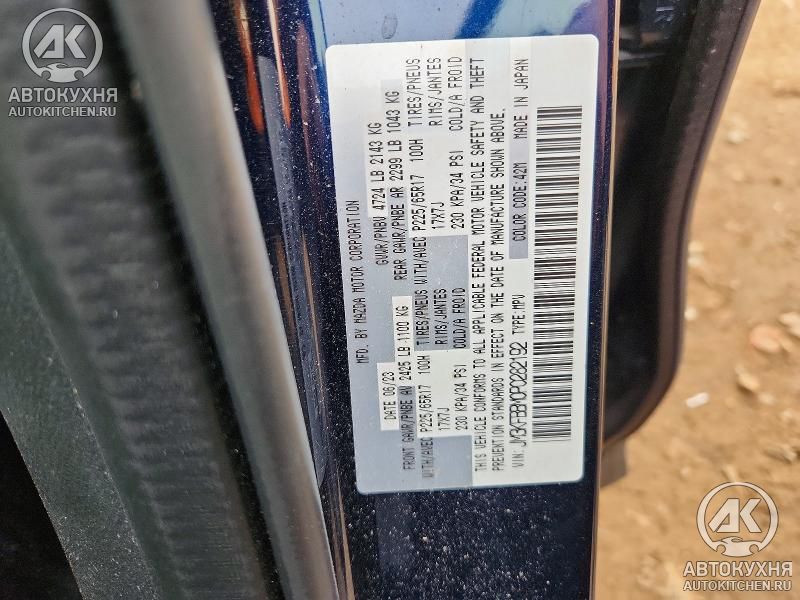 АК
АВТОКУХНЯ
AUTOKITCHEN.RU
MFD. BY MAZDA MOTOR CORPORATION
DATE 06/23 GVWR/PNBV 4724 LB 2143 KG
FRONT GAWR/PNBE AV 2425 LB 1100 KG REAR GAWR/PNBE AR 2299 LB 1043 KG
WITH/AVEC P225/65R17 100H TIRES/PNEUS WITH/AVEC P225/65R17 100H TIRES/PNEUS
17X7J RIMS/JANTES 17X7J RIMS/JANTES
230 KPA/34 PSI COLD/A FROID 230 KPA/34 PSI COLD/A FROID
THIS VEHICLE CONFORMS TO ALL APPLICABLE FEDERAL MOTOR VEHICLE SAFETY AND THEFT
PREVENTION STANDARDS IN EFFECT ON THE DATE OF MANUFACTURE SHOWN ABOVE.
VIN: TYPE:MPV COLOR CODE:42M MADE IN JAPAN
АК
АВТОКУХНЯ
AUTOKITCHEN.RU